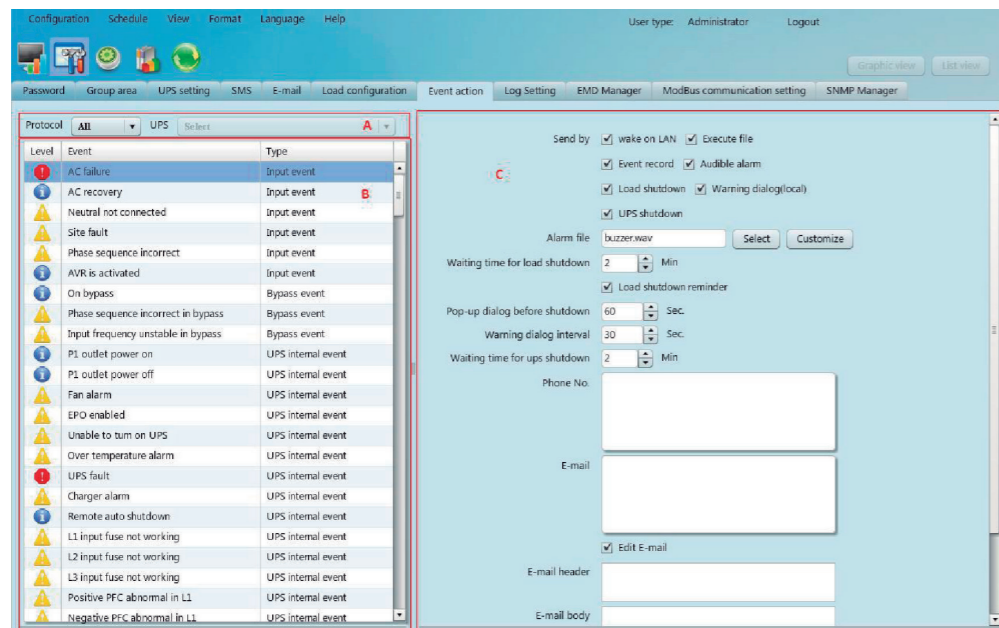 Configuration Schedule View Format Language Help User type: Administrator Logout
Graphic view List view
Password Group area UPS setting SMS E-mail Load configuration Event action Log Setting EMD Manager ModBus communication setting SNMP Manager
Protocol All UPS Select A
Level Event Type
AC failure Input event
AC recovery Input event B
Neutral not connected Input event
Site fault Input event
Phase sequence incorrect Input event
AVR is activated Input event
On bypass Bypass event
Phase sequence incorrect in bypass Bypass event
Input frequency unstable in bypass Bypass event
P1 outlet power on UPS internal event
P1 outlet power off UPS internal event
Fan alarm UPS internal event
EPO enabled UPS internal event
Unable to turn on UPS UPS internal event
Over temperature alarm UPS internal event
UPS fault UPS internal event
Charger alarm UPS internal event
Remote auto shutdown UPS internal event
L1 input fuse not working UPS internal event
L2 input fuse not working UPS internal event
L3 input fuse not working UPS internal event
Positive PFC abnormal in L1 UPS internal event
Negative PFC abnormal in L1 UPS internal event
C
Send by wake on LAN Execute file
Event record Audible alarm
Load shutdown Warning dialog(local)
UPS shutdown
Alarm file buzzer.wav Select Customize
Waiting time for load shutdown 2 Min
Load shutdown reminder
Pop-up dialog before shutdown 60 Sec.
Warning dialog interval 30 Sec.
Waiting time for ups shutdown 2 Min
Phone No.
E-mail
Edit E-mail
E-mail header
E-mail body